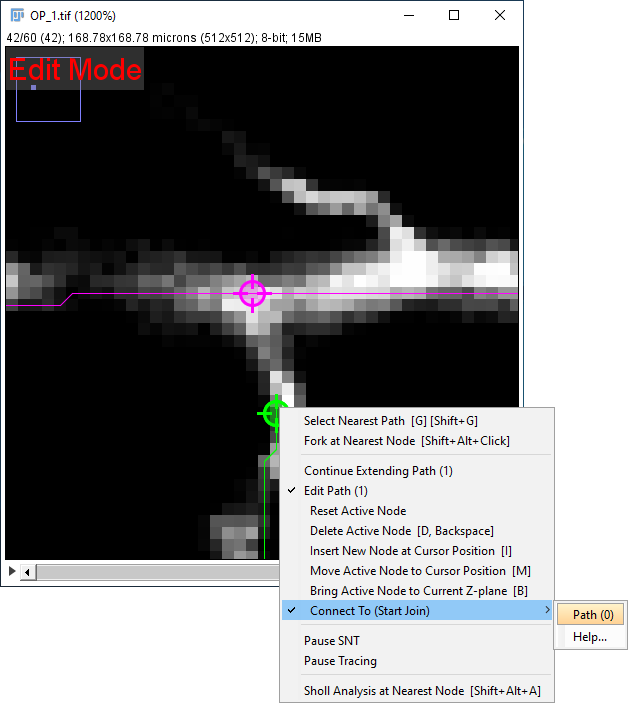 OP_1.tif (1200%)
42/60 (42); 168.78x168.78 microns (512x512); 8-bit; 15MB
Edit Mode
Select Nearest Path [G] [Shift+G]
Fork at Nearest Node [Shift+Alt+Click]
Continue Extending Path (1)
Edit Path (1)
Reset Active Node
Delete Active Node [D, Backspace]
Insert New Node at Cursor Position [I]
Move Active Node to Cursor Position [M]
Bring Active Node to Current Z-plane [B]
Connect To (Start Join)
Path (0)
Help...
Pause SNT
Pause Tracing
Sholl Analysis at Nearest Node [Shift+Alt+A]